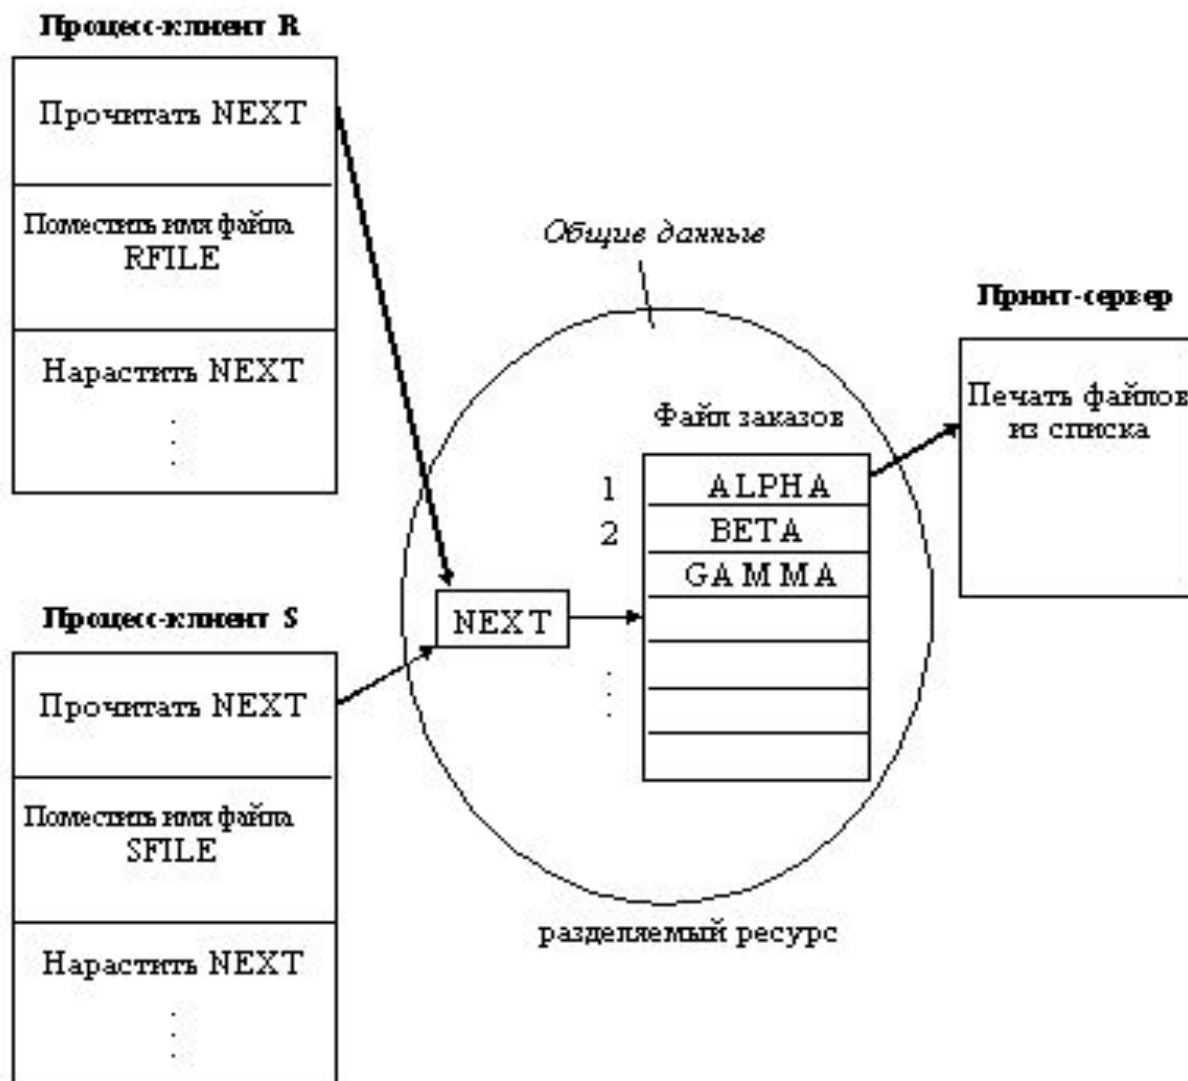 Процесс-клиент R
Прочитать NEXT
Поместить имя файла
RFILE
Нарастить NEXT
Процесс-клиент S
Прочитать NEXT
Поместить имя файла
SFILE
Нарастить NEXT
Общие данные
Файл заказов
1
ALPHA
2
BETA
GAMMA
NEXT
разделяемый ресурс
Принт-сервер
Печать файлов
из списка